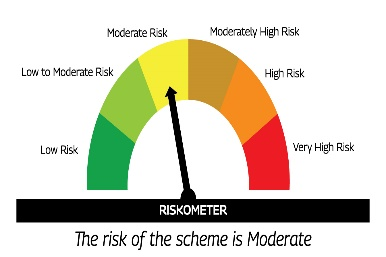 Moderate Risk
Moderately High Risk
Low to Moderate Risk
High Risk
Low Risk
Very High Risk
RISKOMETER
The risk of the scheme is Moderate